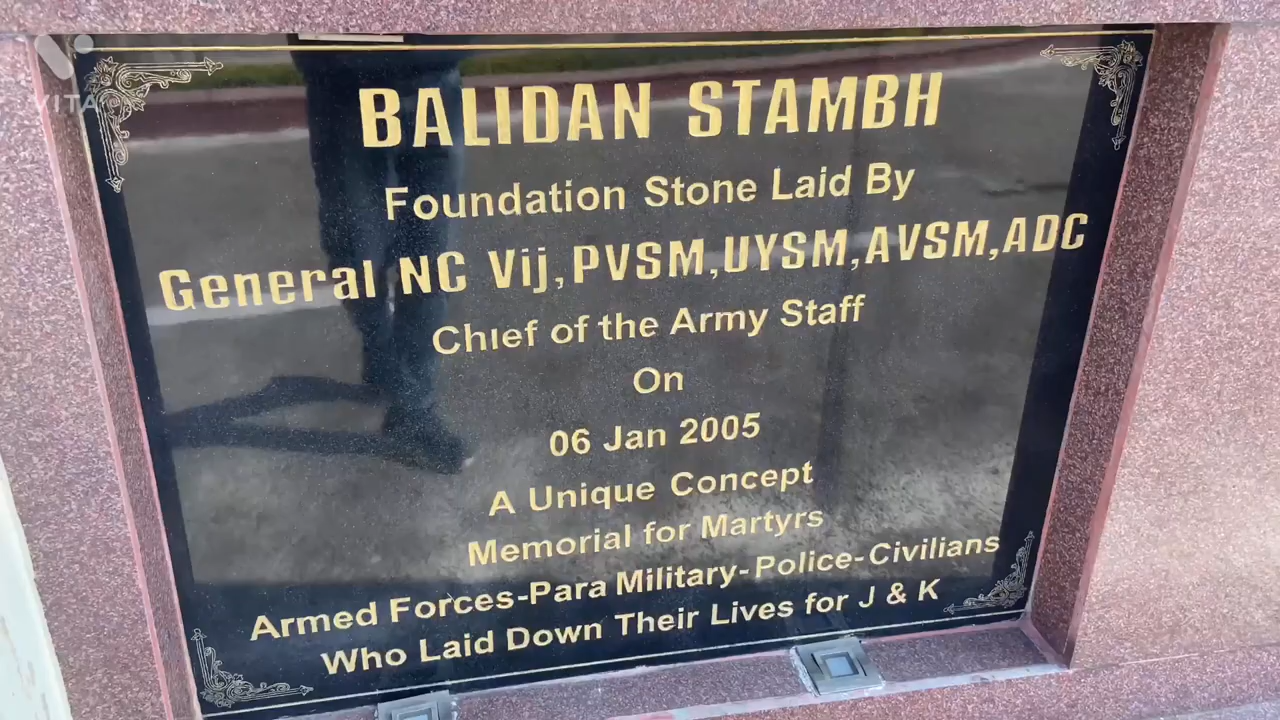 VITA
BALIDAN STAMBH
Foundation Stone Laid By
General NC Vij,PVSM,UYSM,AVSM,ADC
Chief of the Army Staff
On
06 Jan 2005
A Unique Concept
Memorial for Martyrs
Armed Forces-Para Military-Police-Civilians
Who Laid Down Their Lives for J & K